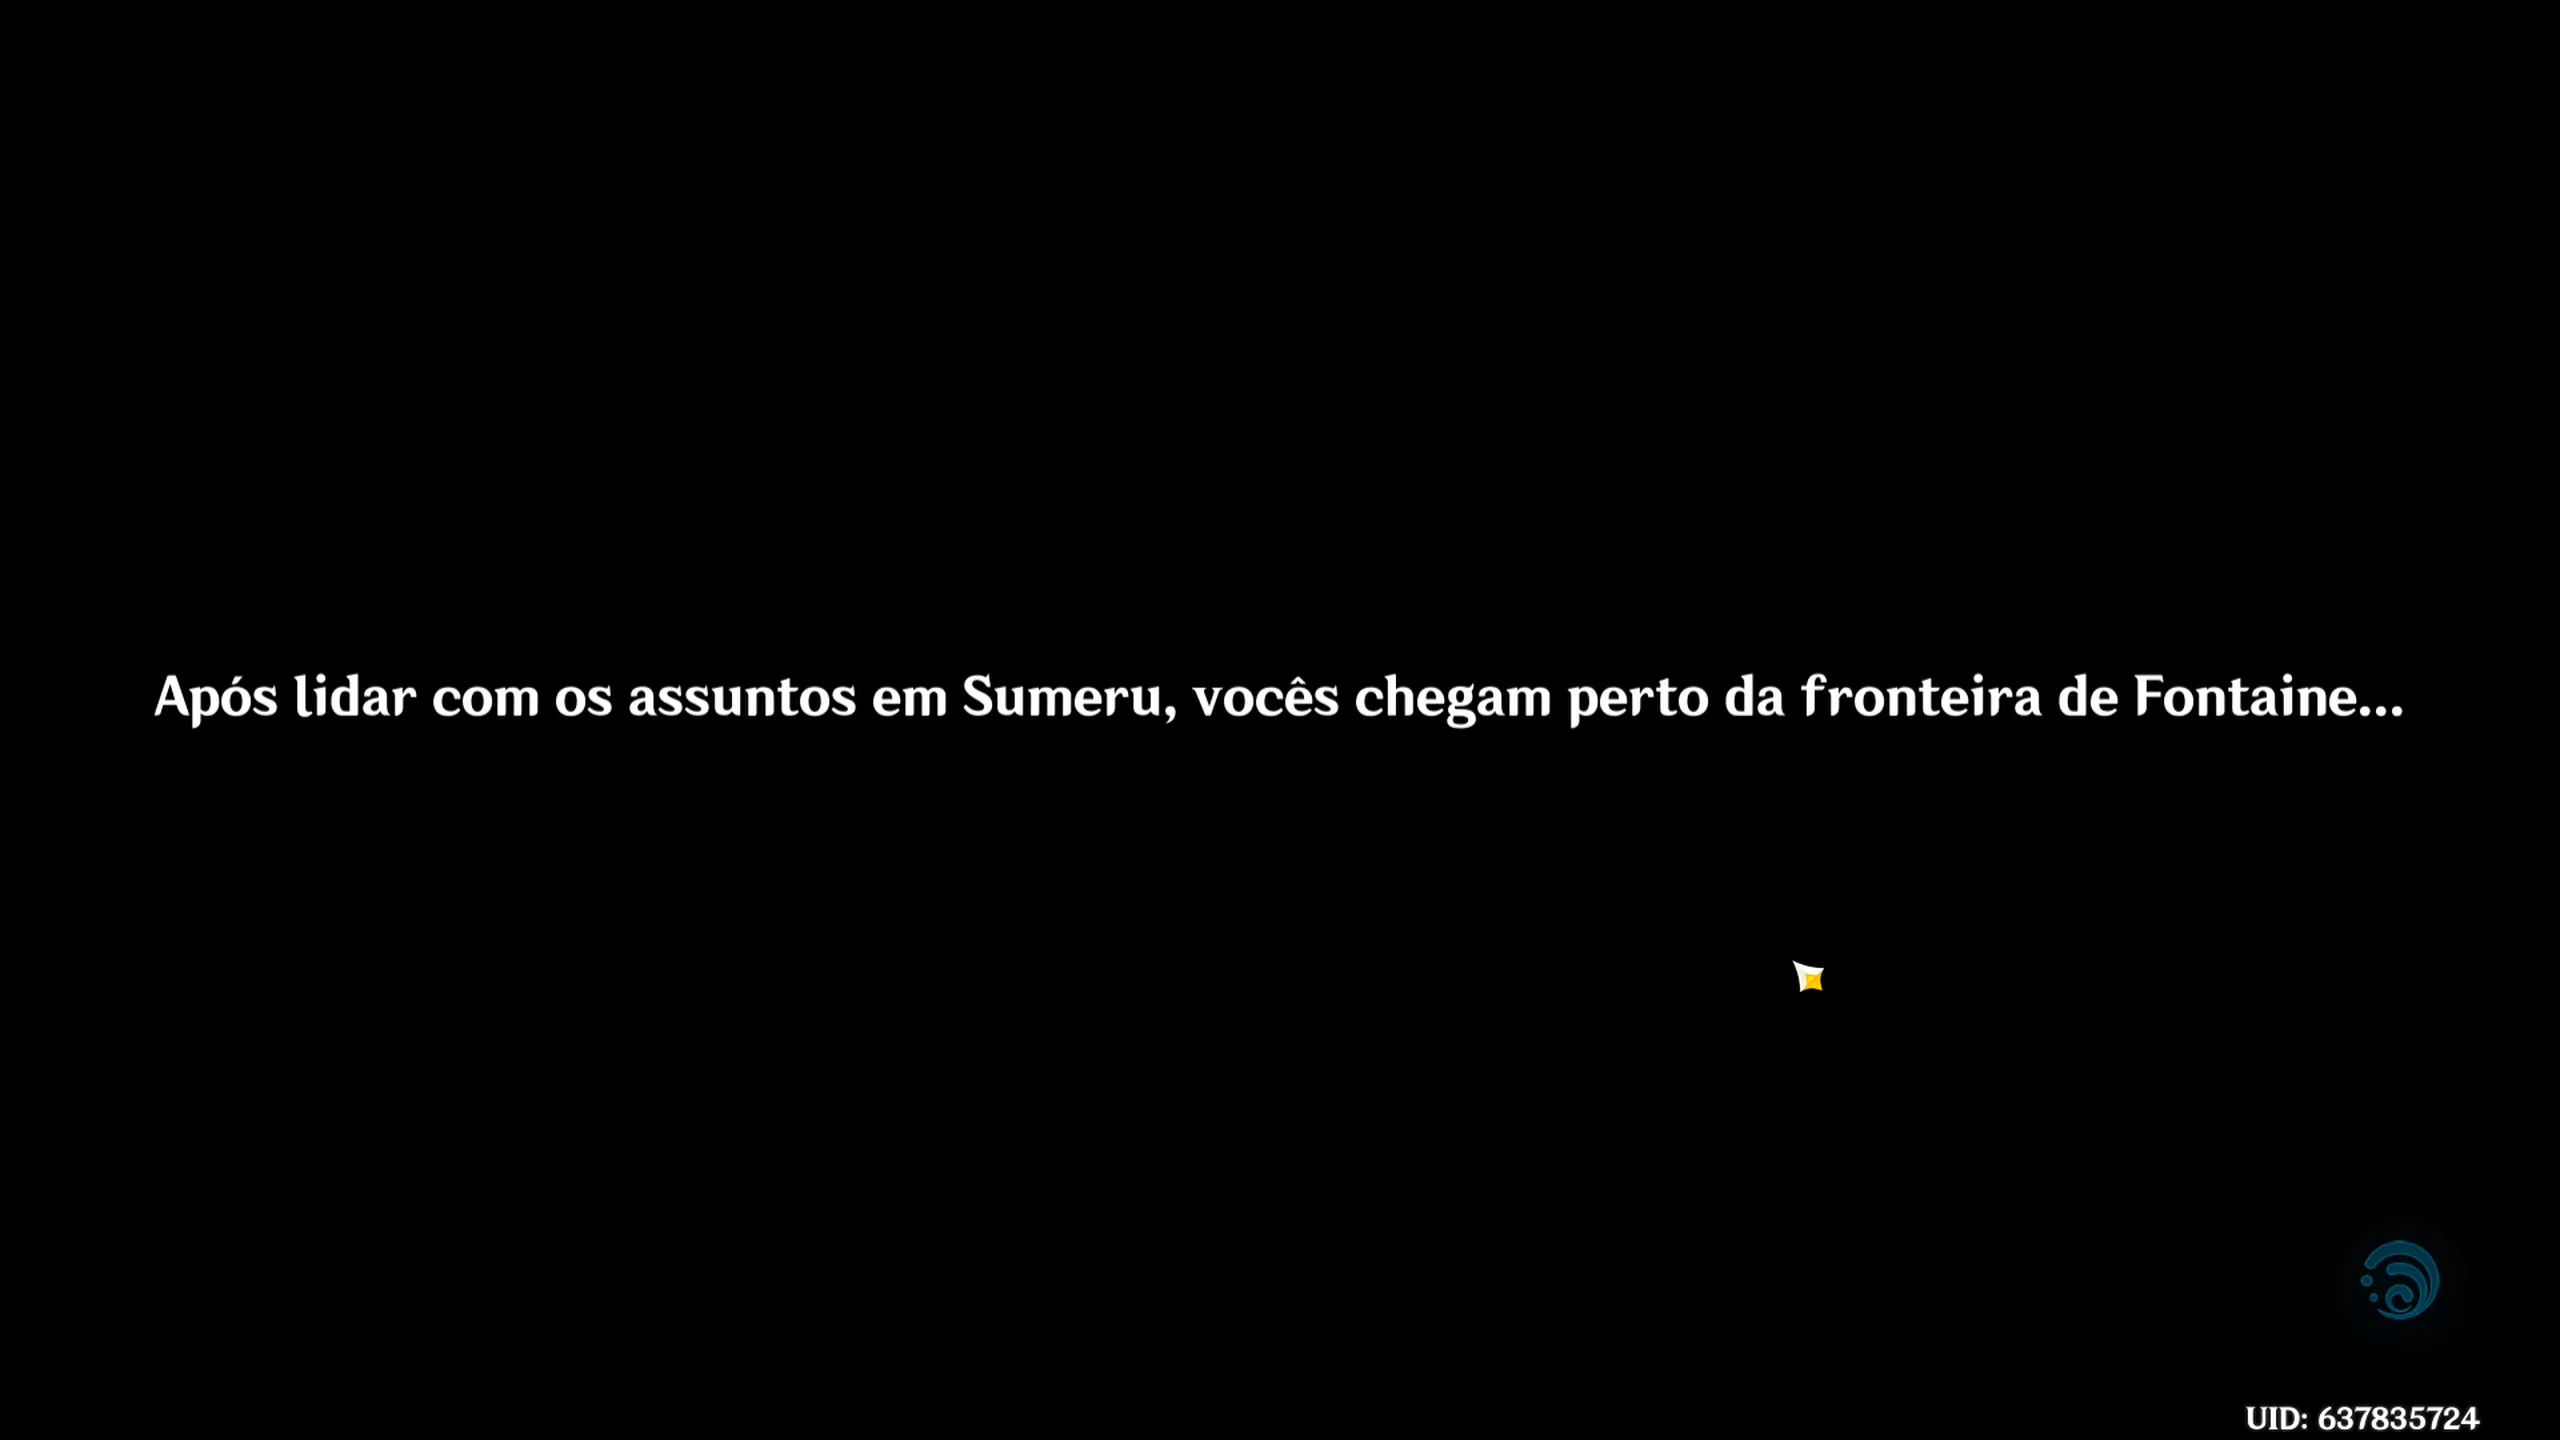 Após lidar com os assuntos em Sumeru, vocês chegam perto da fronteira de Fontaine...
UID: 637835724